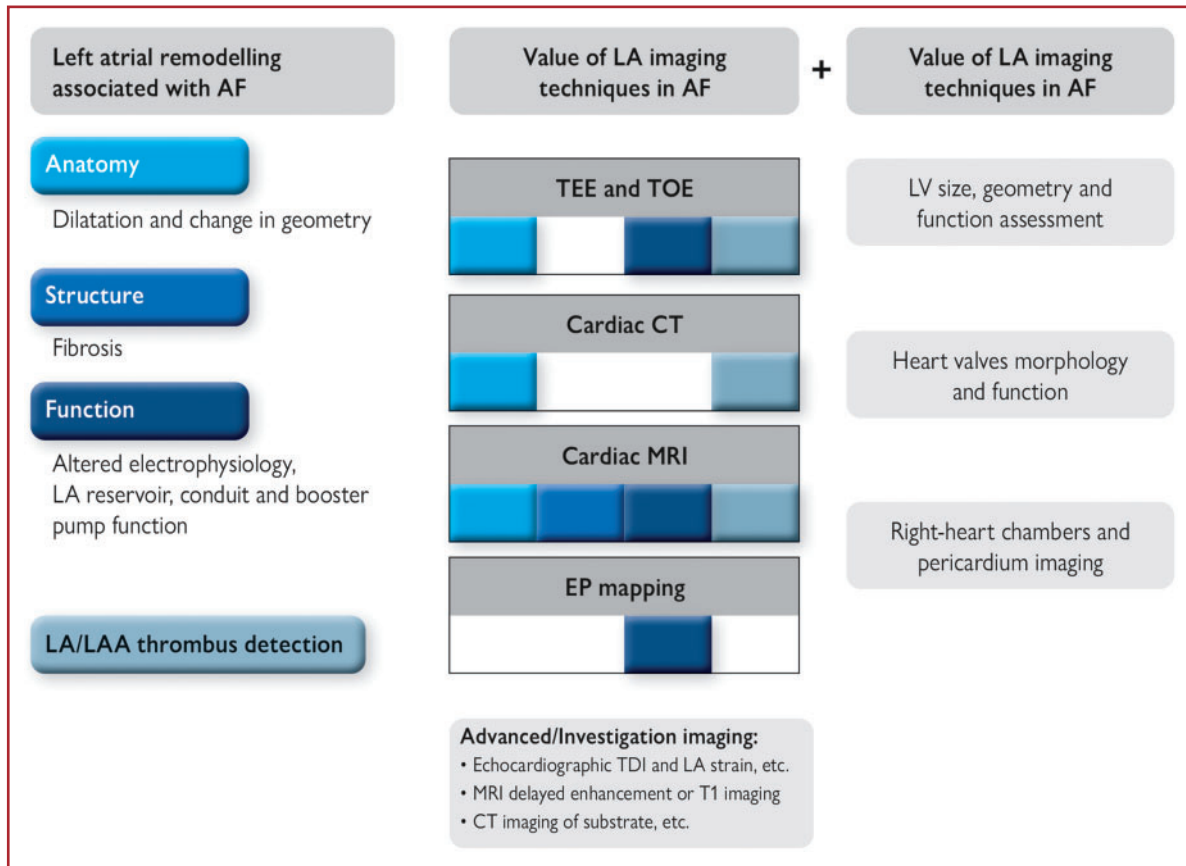 Left atrial remodelling
associated with AF
Anatomy
Dilatation and change in geometry
Structure
Fibrosis
Function
Altered electrophysiology,
LA reservoir, conduit and booster
pump function
LA/LAA thrombus detection
Value of LA imaging
techniques in AF
TEE and TOE
Cardiac CT
Cardiac MRI
EP mapping
Advanced/Investigation imaging:
• Echocardiographic TDI and LA strain, etc.
• MRI delayed enhancement or T1 imaging
• CT imaging of substrate, etc.
+
Value of LA imaging
techniques in AF
LV size, geometry and
function assessment
Heart valves morphology
and function
Right-heart chambers and
pericardium imaging